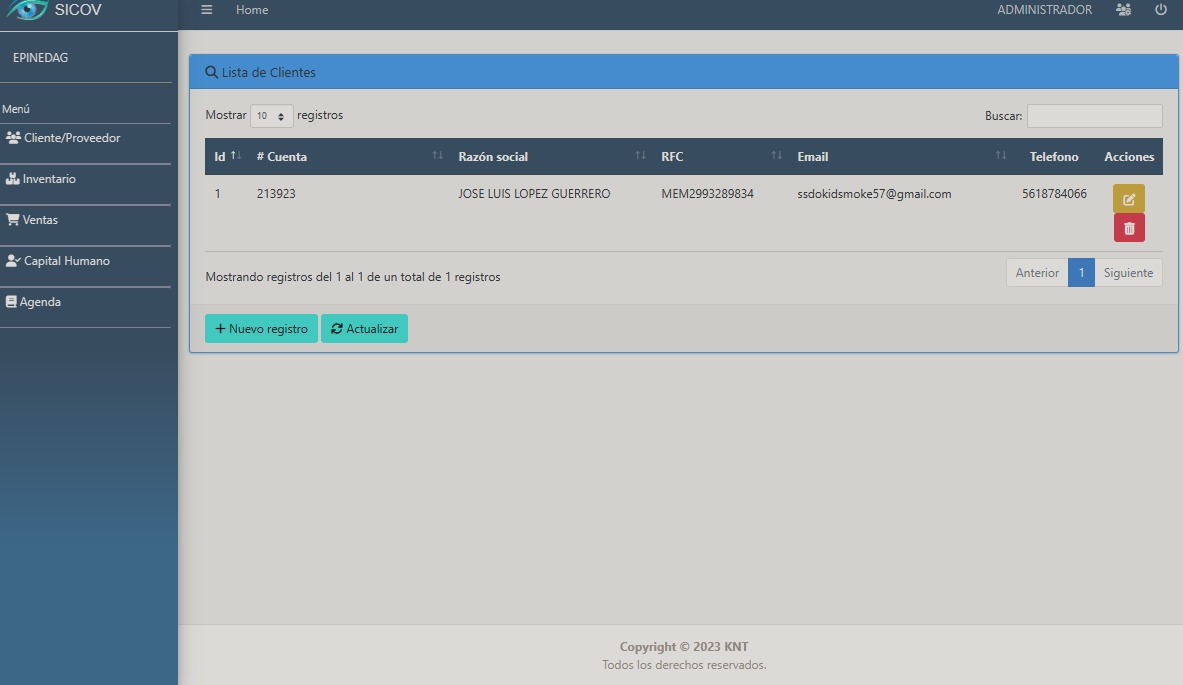 SICOV
Home
ADMINISTRADOR
EPINEDAG
Menú
Cliente/Proveedor
Inventario
Ventas
Capital Humano
Agenda
Lista de Clientes
Mostrar 10 registros
Buscar:
Id # Cuenta Razón social RFC Email Telefono Acciones
1 213923 JOSE LUIS LOPEZ GUERRERO MEM2993289834 ssdokidsmoke57@gmail.com 5618784066
Mostrando registros del 1 al 1 de un total de 1 registros
Anterior 1 Siguiente
+ Nuevo registro Actualizar
Copyright © 2023 KNT
Todos los derechos reservados.